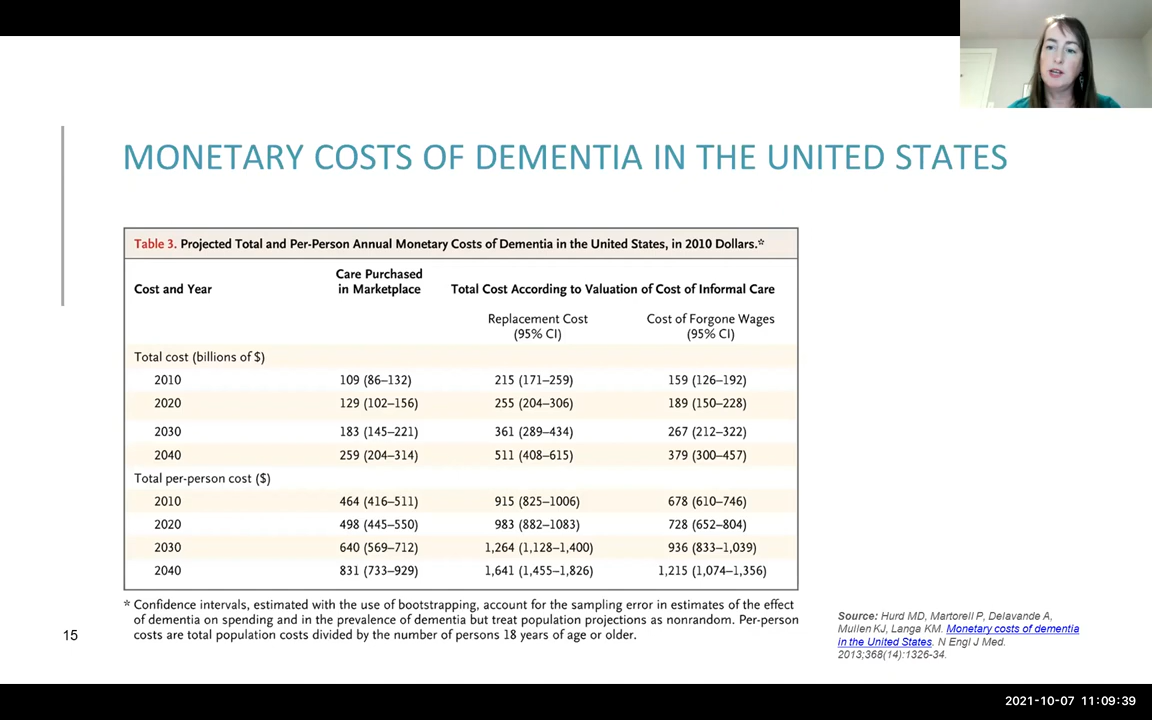 MONETARY COSTS OF DEMENTIA IN THE UNITED STATES
Table 3. Projected Total and Per-Person Annual Monetary Costs of Dementia in the United States, in 2010 Dollars.*
Cost and Year Care Purchased in Marketplace Total Cost According to Valuation of Cost of Informal Care
Replacement Cost (95% CI) Cost of Forgone Wages (95% CI)
Total cost (billions of $)
2010 109 (86–132) 215 (171–259) 159 (126–192)
2020 129 (102–156) 255 (204–306) 189 (150–228)
2030 183 (145–221) 361 (289–434) 267 (212–322)
2040 259 (204–314) 511 (408–615) 379 (300–457)
Total per-person cost ($)
2010 464 (416–511) 915 (825–1006) 678 (610–746)
2020 498 (445–550) 983 (882–1083) 728 (652–804)
2030 640 (569–712) 1,264 (1,128–1,400) 936 (833–1,039)
2040 831 (733–929) 1,641 (1,455–1,826) 1,215 (1,074–1,356)
* Confidence intervals, estimated with the use of bootstrapping, account for the sampling error in estimates of the effect
of dementia on spending and in the prevalence of dementia but treat population projections as nonrandom. Per-person
costs are total population costs divided by the number of persons 18 years of age or older.
15
Source: Hurd MD, Martorell P, Delavande A,
Mullen KJ, Langa KM. Monetary costs of dementia
in the United States. N Engl J Med.
2013;368(14):1326-34.
2021-10-07 11:09:39